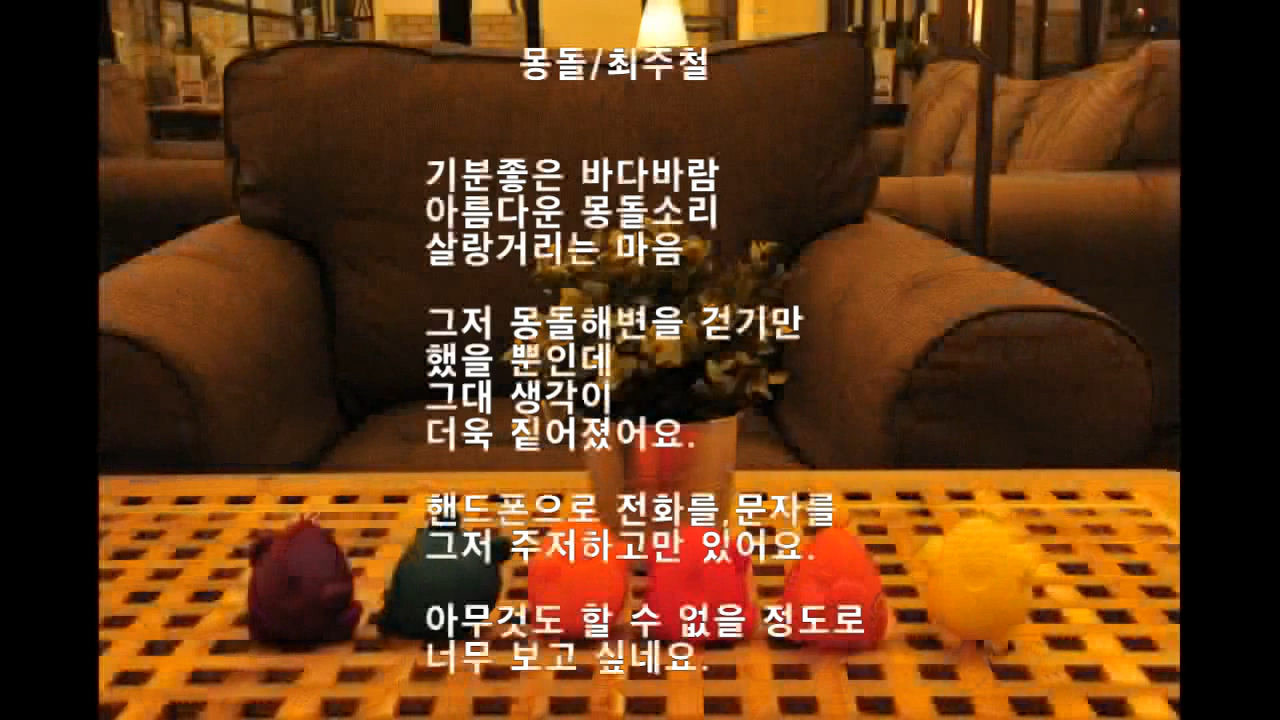 몽돌/최주철
기분좋은 바다바람
아름다운 몽돌소리
살랑거리는 마음
그저 몽돌해변을 걷기만
했을 뿐인데
그대 생각이
더욱 짙어졌어요.
핸드폰으로 전화를,문자를
그저 주저하고만 있어요.
아무것도 할 수 없을 정도로
너무 보고 싶네요.